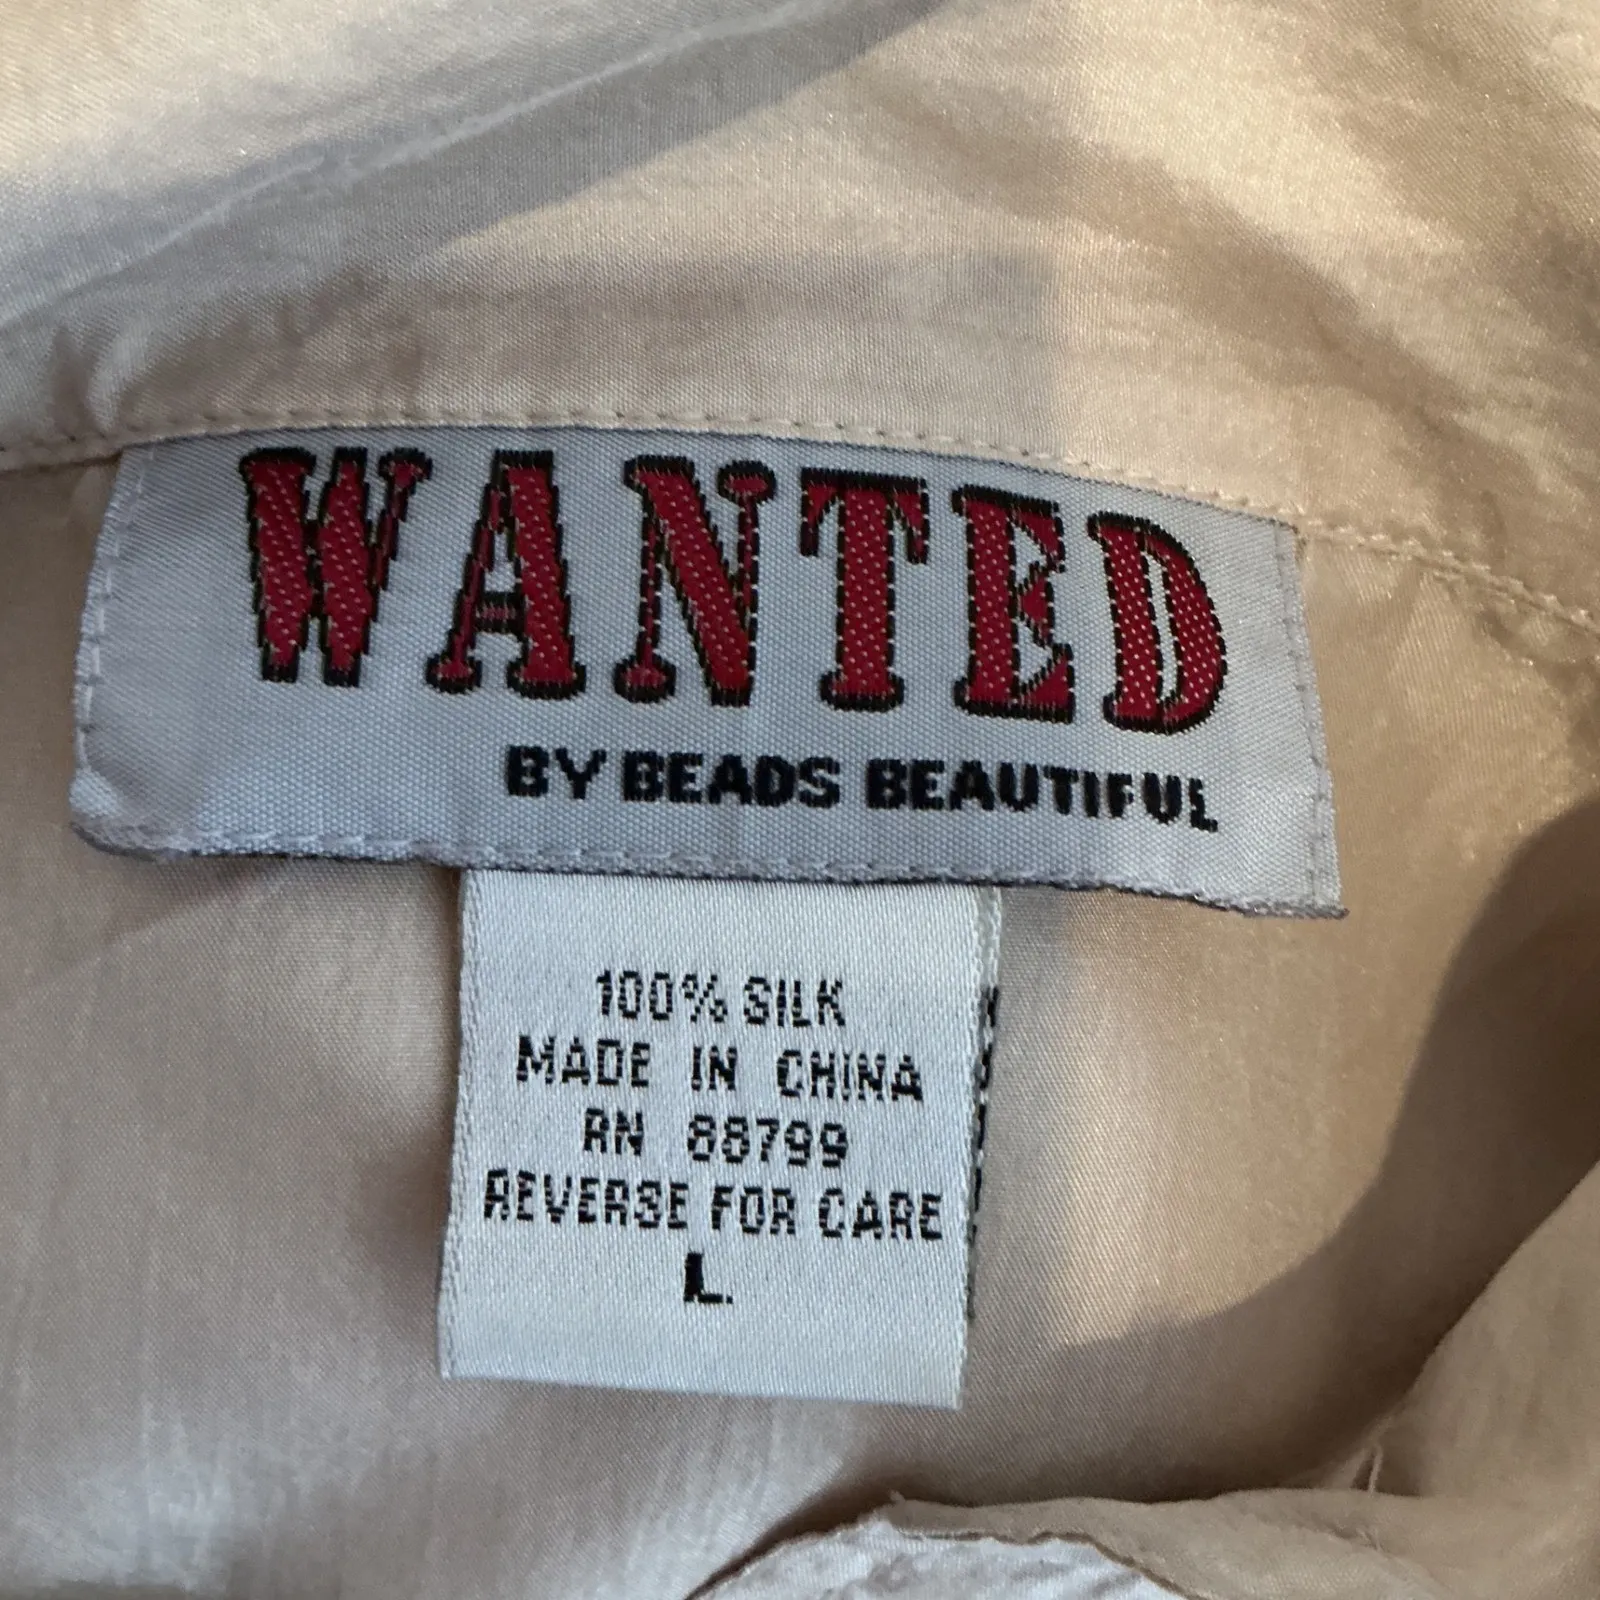 WANTED
BY BEADS BEAUTIFUL
100% SILK
MADE IN CHINA
RN 88799
REVERSE FOR CARE
L